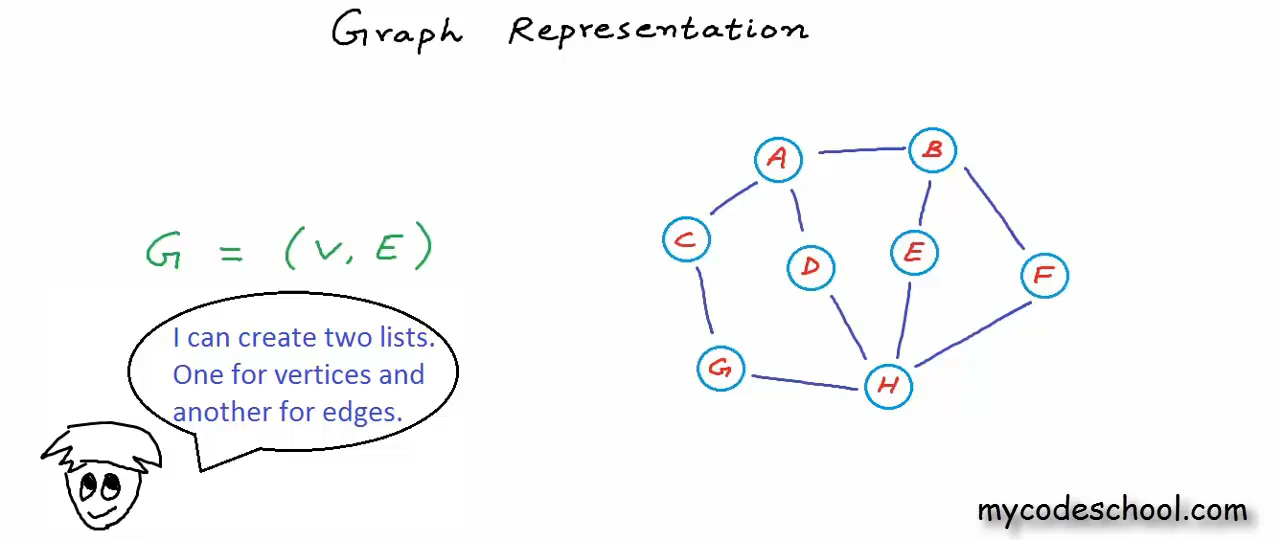 Graph Representation
G = (V, E)
I can create two lists.
One for vertices and
another for edges.
A
B
C
D
E
F
G
H
mycodeschool.com